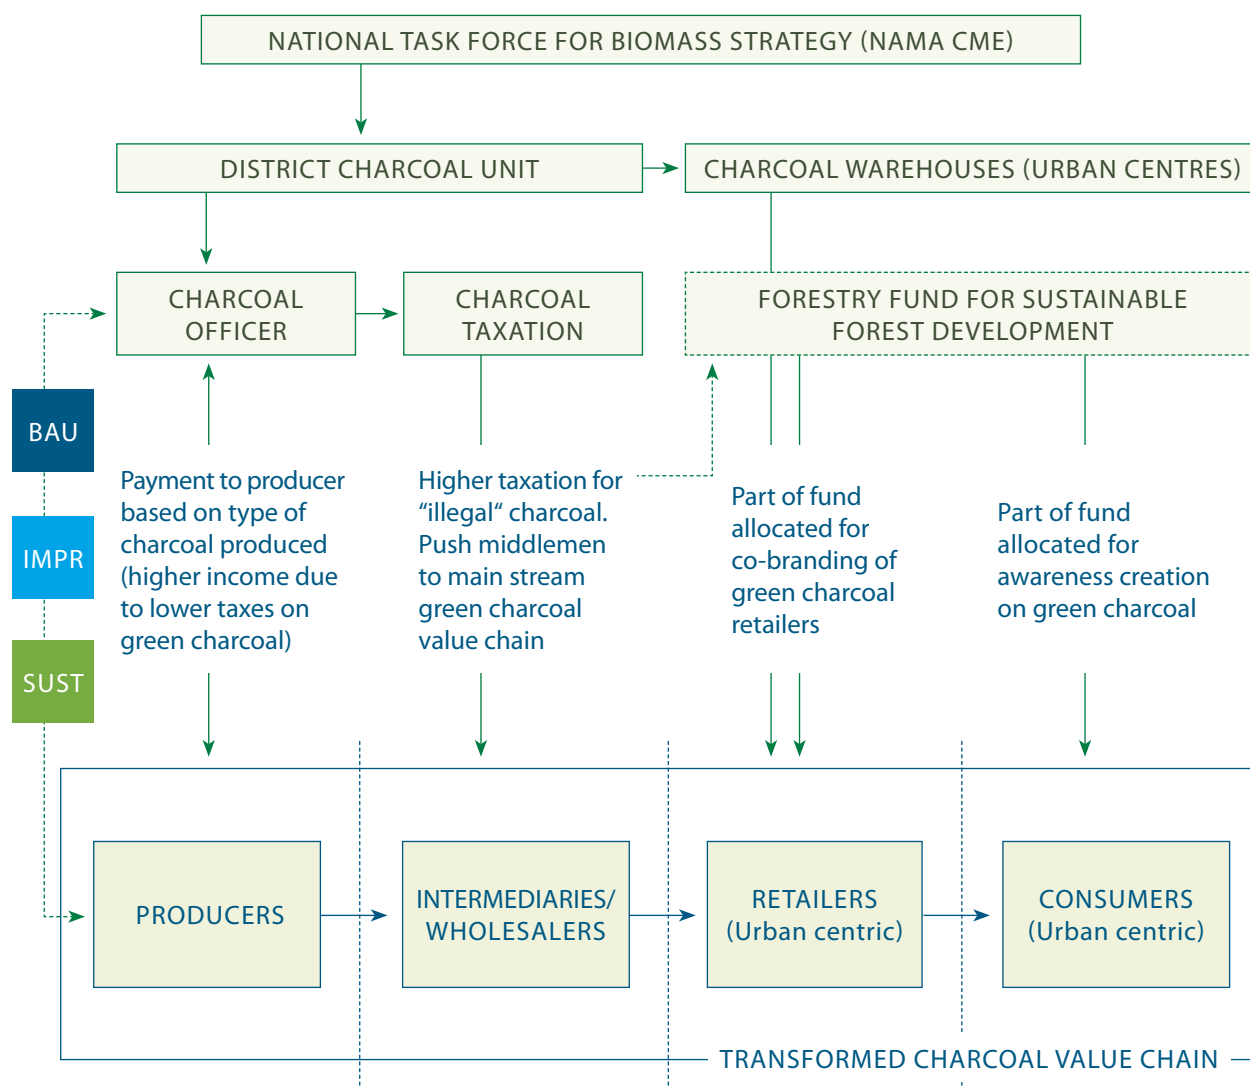 NATIONAL TASK FORCE FOR BIOMASS STRATEGY (NAMA CME)
DISTRICT CHARCOAL UNIT
CHARCOAL WAREHOUSES (URBAN CENTRES)
CHARCOAL
OFFICER
CHARCOAL
TAXATION
FORESTRY FUND FOR SUSTAINABLE
FOREST DEVELOPMENT
BAU
IMPR
SUST
Payment to producer
based on type of
charcoal produced
(higher income due
to lower taxes on
green charcoal)
Higher taxation for
“illegal“ charcoal.
Push middlemen
to main stream
green charcoal
value chain
Part of fund
allocated for
co-branding of
green charcoal
retailers
Part of fund
allocated for
awareness creation
on green charcoal
PRODUCERS
INTERMEDIARIES/
WHOLESALERS
RETAILERS
(Urban centric)
CONSUMERS
(Urban centric)
TRANSFORMED CHARCOAL VALUE CHAIN